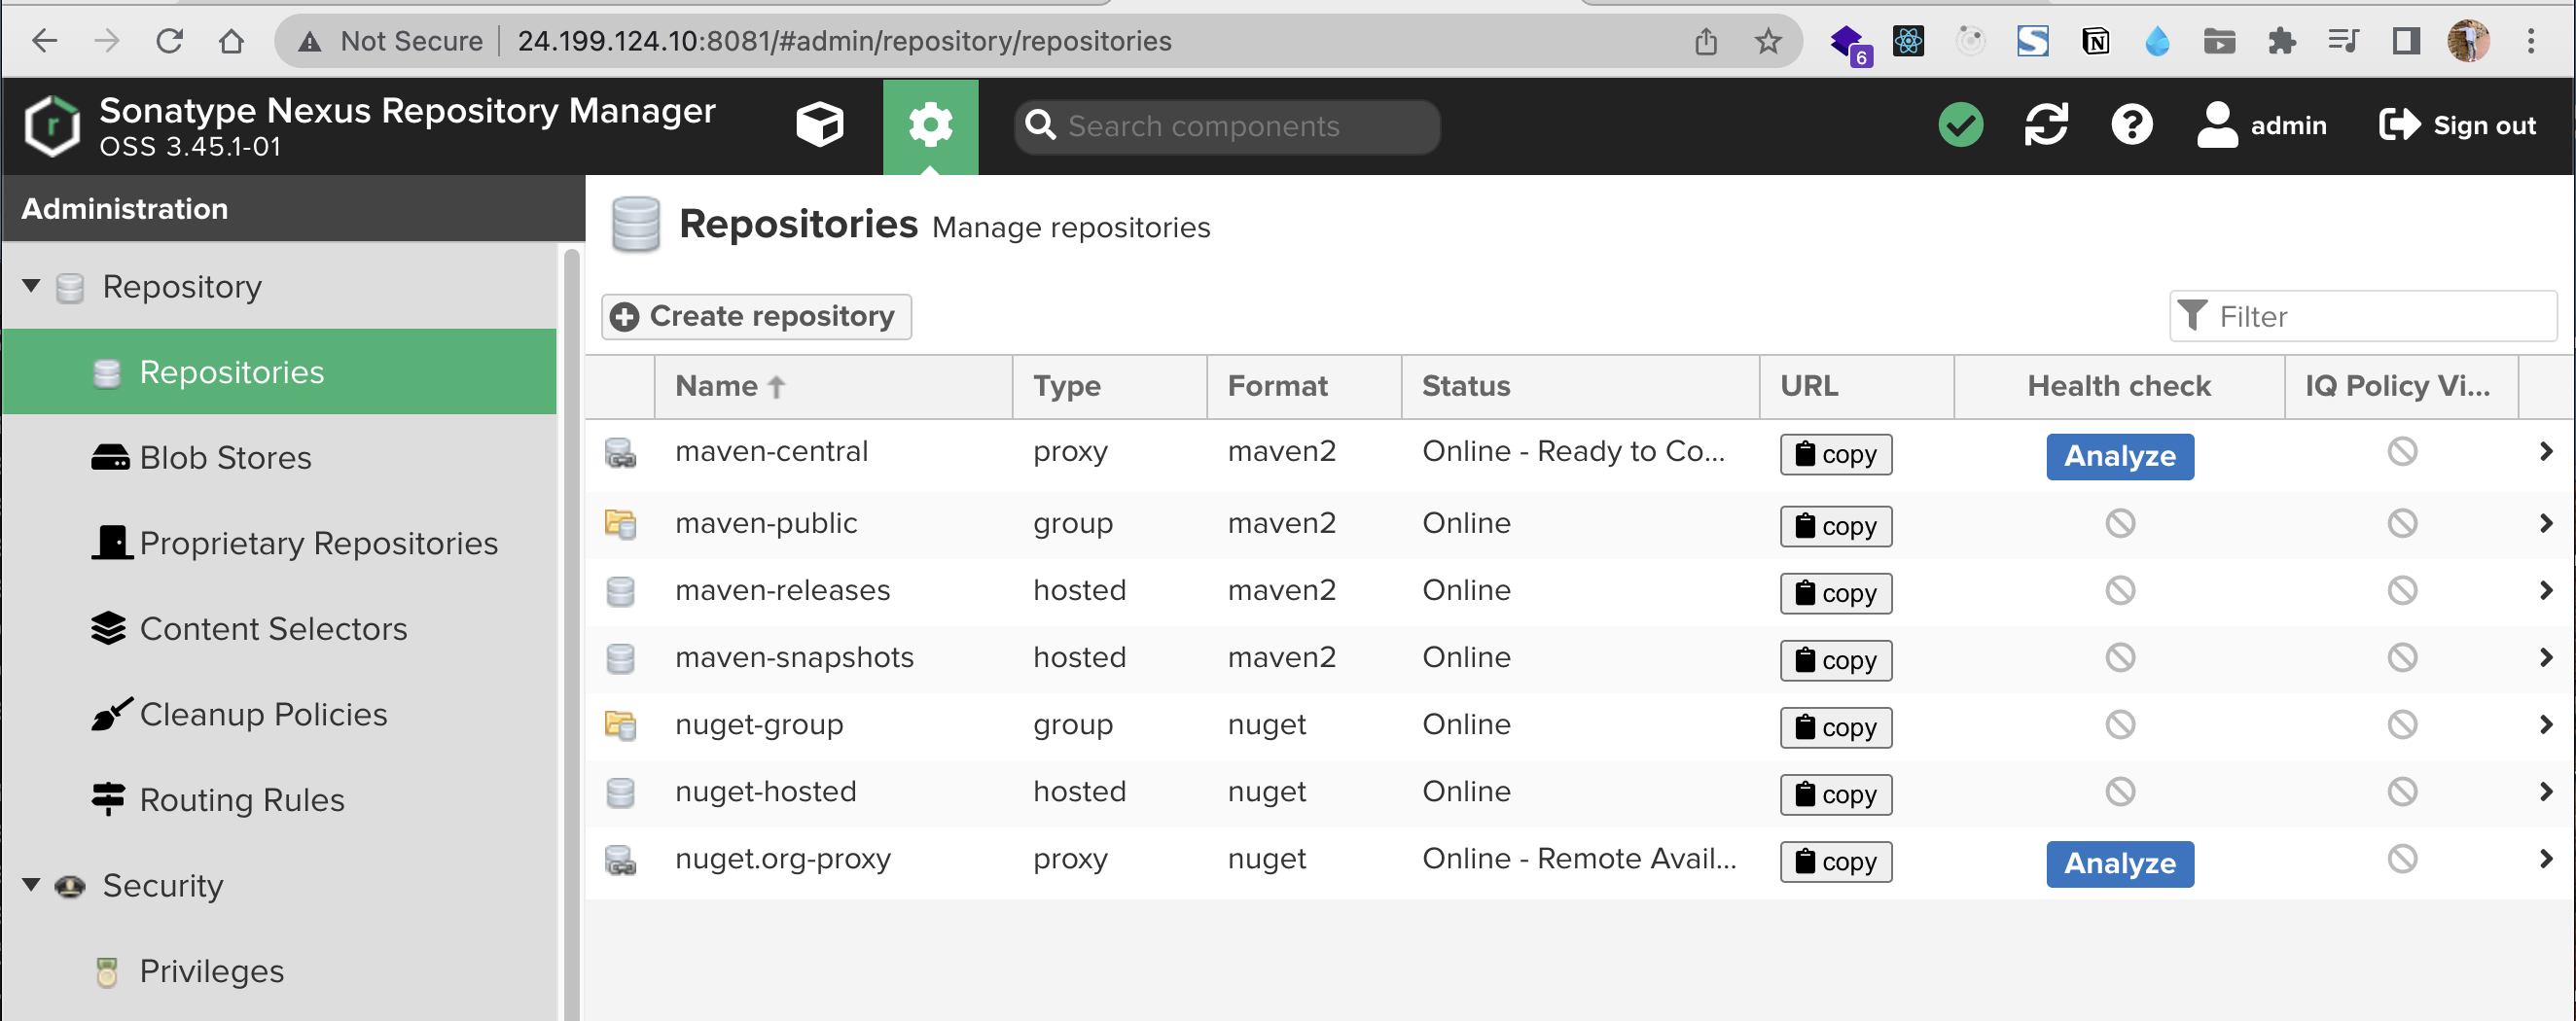 Not Secure 24.199.124.10:8081/#admin/repository/repositories
6
Sonatype Nexus Repository Manager
OSS 3.45.1-01
Search components
admin
Sign out
Administration
Repository
Repositories
Blob Stores
Proprietary Repositories
Content Selectors
Cleanup Policies
Routing Rules
Security
Privileges
Repositories Manage repositories
Create repository
Filter
Name Type Format Status URL Health check IQ Policy Vi...
maven-central proxy maven2 Online - Ready to Co... copy Analyze
maven-public group maven2 Online copy
maven-releases hosted maven2 Online copy
maven-snapshots hosted maven2 Online copy
nuget-group group nuget Online copy
nuget-hosted hosted nuget Online copy
nuget.org-proxy proxy nuget Online - Remote Avail... copy Analyze